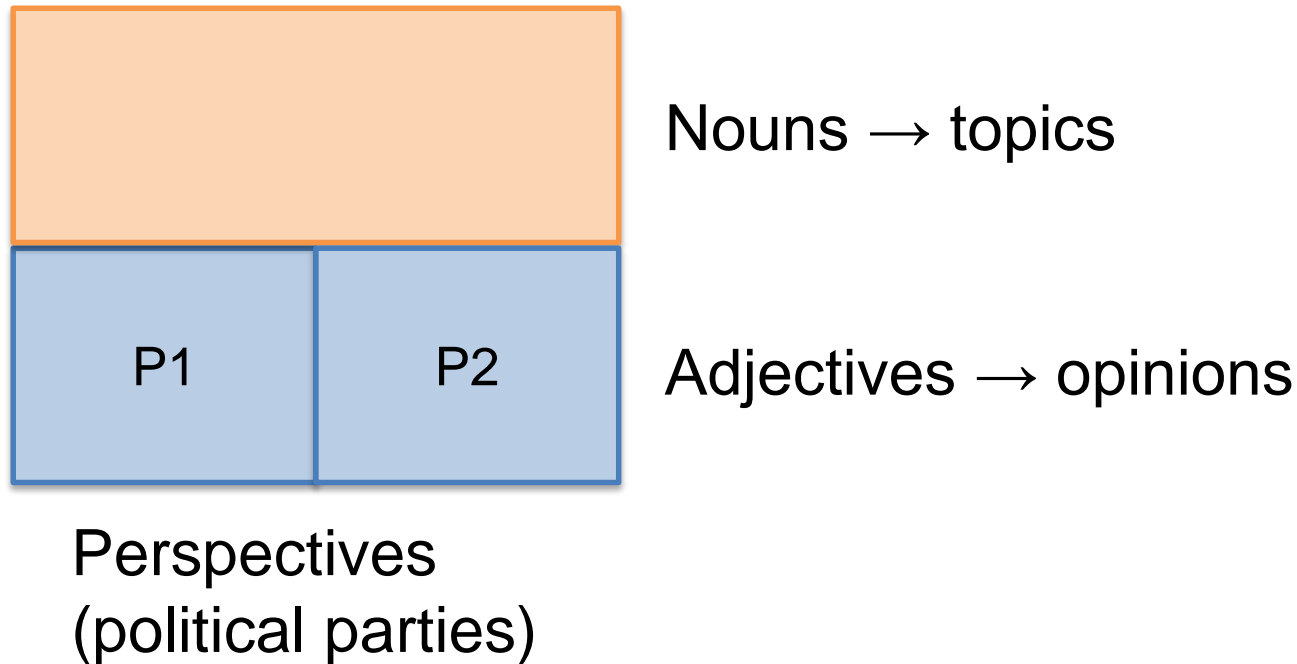 Nouns → topics
P1
P2
Adjectives → opinions
Perspectives
(political parties)